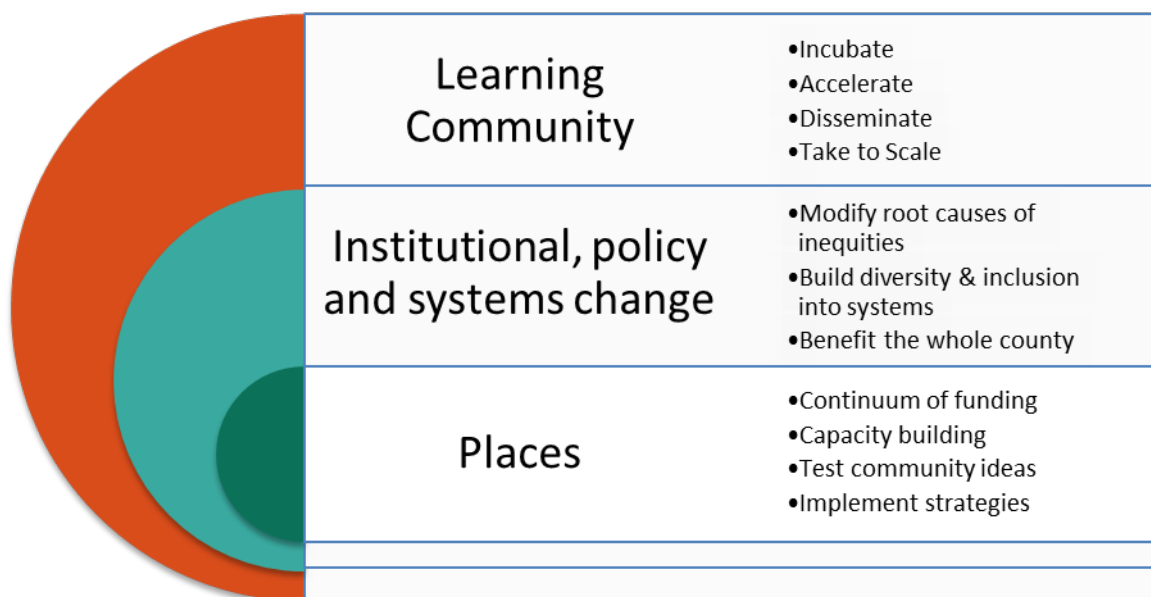 Learning
Community
•Incubate
•Accelerate
•Disseminate
•Take to Scale
Institutional, policy
and systems change
•Modify root causes of
inequities
•Build diversity & inclusion
into systems
•Benefit the whole county
Places
•Continuum of funding
•Capacity building
•Test community ideas
•Implement strategies